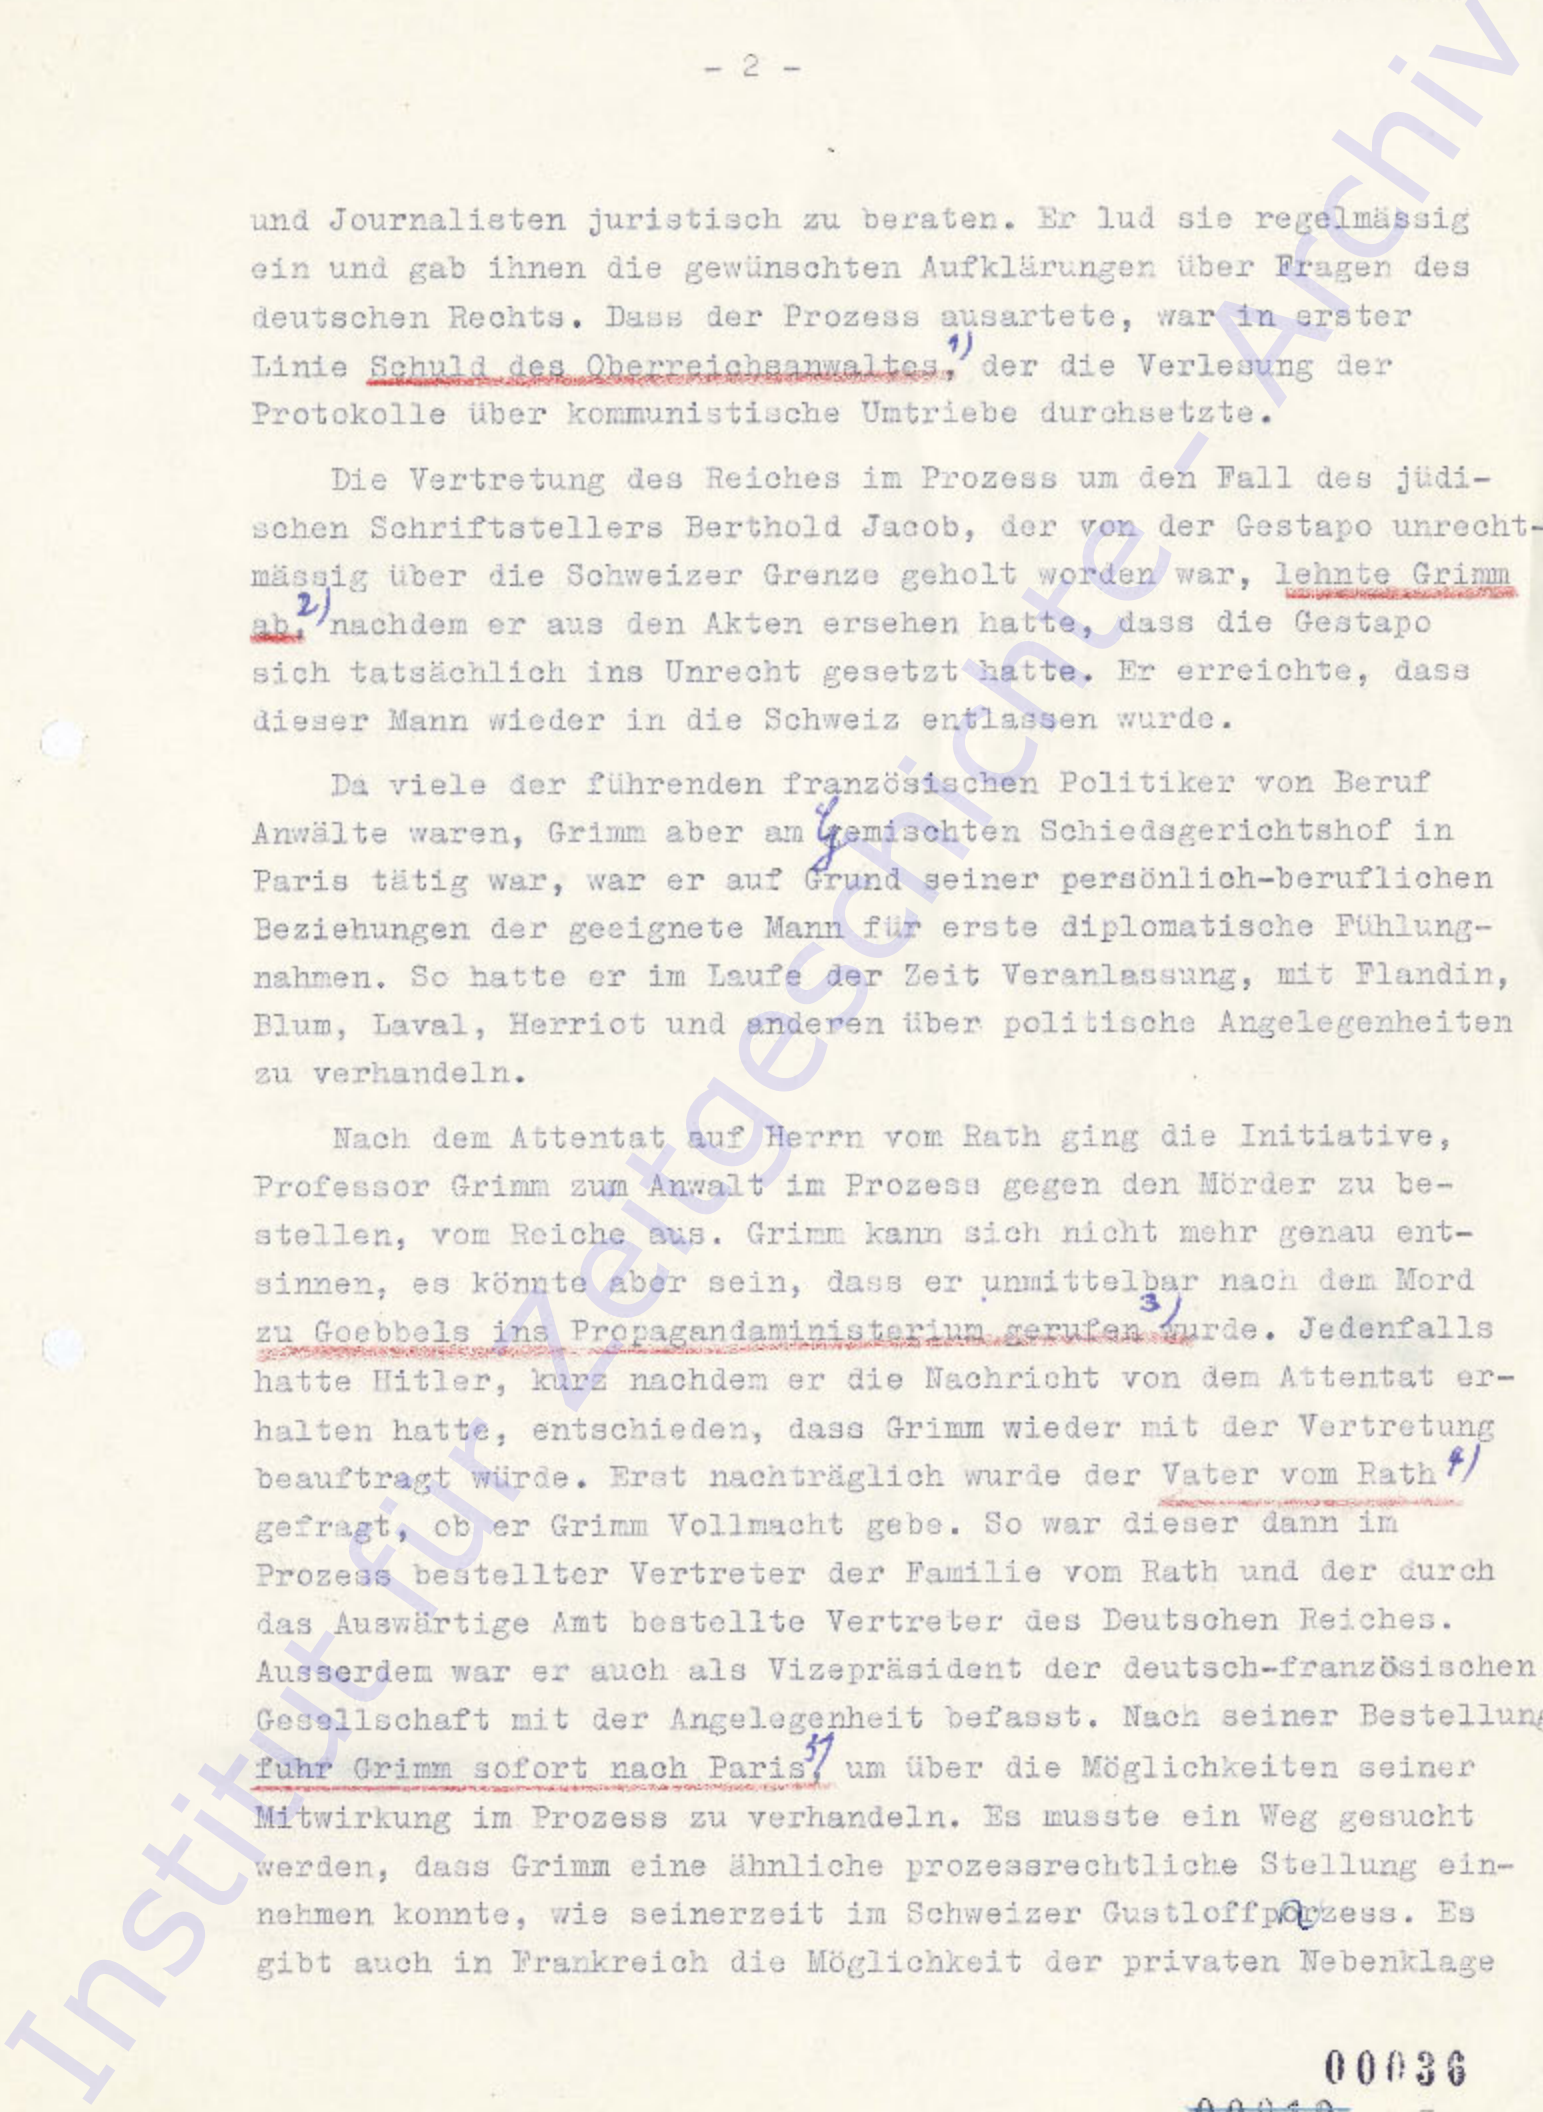 - 2 -
und Journalisten juristisch zu beraten. Er lud sie regelmässig
ein und gab ihnen die gewünschten Aufklärungen über Fragen des
deutschen Rechts. Dass der Prozess ausartete, war in erster
Linie Schuld des Oberreichsanwaltes,1) der die Verlesung der
Protokolle über kommunistische Umtriebe durchsetzte.
Die Vertretung des Reiches im Prozess um den Fall des jüdi-
schen Schriftstellers Berthold Jacob, der von der Gestapo unrecht-
mässig über die Schweizer Grenze geholt worden war, lehnte Grimm
ab,2) nachdem er aus den Akten ersehen hatte, dass die Gestapo
sich tatsächlich ins Unrecht gesetzt hatte. Er erreichte, dass
dieser Mann wieder in die Schweiz entlassen wurde.
Da viele der führenden französischen Politiker von Beruf
Anwälte waren, Grimm aber am Gemischten Schiedsgerichtshof in
Paris tätig war, war er auf Grund seiner persönlich-beruflichen
Beziehungen der geeignete Mann für erste diplomatische Fühlung-
nahmen. So hatte er im Laufe der Zeit Veranlassung, mit Flandin,
Blum, Laval, Herriot und anderen über politische Angelegenheiten
zu verhandeln.
Nach dem Attentat auf Herrn vom Rath ging die Initiative,
Professor Grimm zum Anwalt im Prozess gegen den Mörder zu be-
stellen, vom Reiche aus. Grimm kann sich nicht mehr genau ent-
sinnen, es könnte aber sein, dass er unmittelbar nach dem Mord
zu Goebbels ins Propagandaministerium gerufen 3) wurde. Jedenfalls
hatte Hitler, kurz nachdem er die Nachricht von dem Attentat er-
halten hatte, entschieden, dass Grimm wieder mit der Vertretung
beauftragt würde. Erst nachträglich wurde der Vater vom Rath 4)
gefragt, ob er Grimm Vollmacht gebe. So war dieser dann im
Prozess bestellter Vertreter der Familie vom Rath und der durch
das Auswärtige Amt bestellte Vertreter des Deutschen Reiches.
Ausserdem war er auch als Vizepräsident der deutsch-französischen
Gesellschaft mit der Angelegenheit befasst. Nach seiner Bestellung
fuhr Grimm sofort nach Paris,5) um über die Möglichkeiten seiner
Mitwirkung im Prozess zu verhandeln. Es musste ein Weg gesucht
werden, dass Grimm eine ähnliche prozessrechtliche Stellung ein-
nehmen konnte, wie seinerzeit im Schweizer Gustloffporzess. Es
gibt auch in Frankreich die Möglichkeit der privaten Nebenklage
00036
Institut für Zeitgeschichte - Archiv